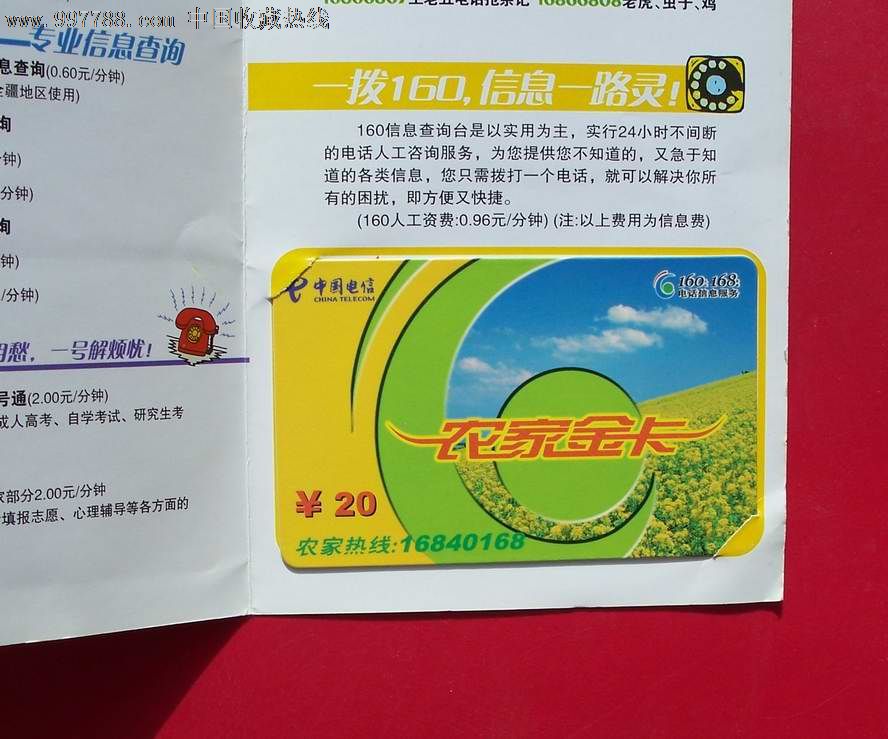 www.997788.com 中国收藏热线
一专业信息查询
息查询(0.60元/分钟)
全疆地区使用)
询
钟)
分钟)
询
钟)
/分钟)
愁，一号解烦忧!
号通(2.00元/分钟)
成人高考、自学考试、研究生考
家部分2.00元/分钟
填报志愿、心理辅导等各方面的
16866808老虎、虫子、鸡
一拨160,信息一路灵!
160信息查询台是以实用为主，实行24小时不间断
的电话人工咨询服务，为您提供您不知道的，又急于知
道的各类信息，您只需拨打一个电话，就可以解决你所
有的困扰，即方便又快捷。
(160人工资费:0.96元/分钟) (注:以上费用为信息费)
中国电信
CHINA TELECOM
160 168
电话信息服务
农家金卡
¥ 20
农家热线:16840168